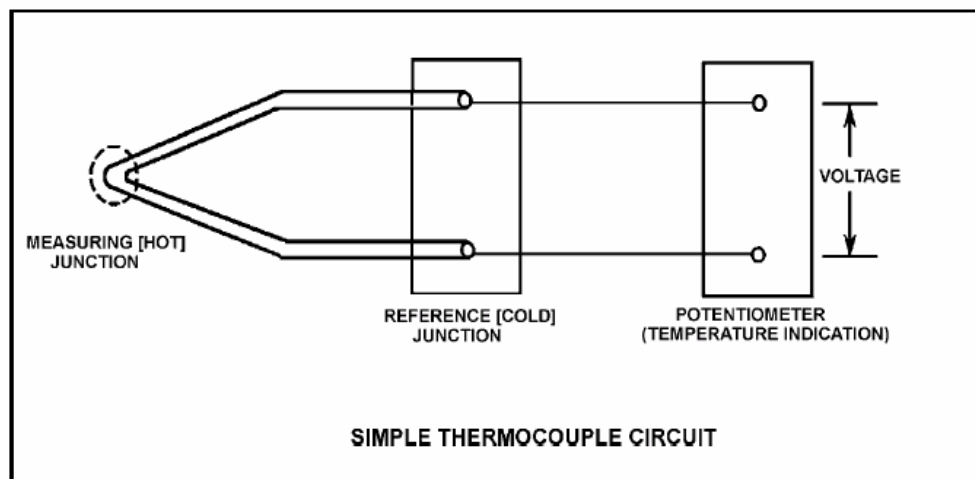 MEASURING [HOT]
JUNCTION
REFERENCE [COLD]
JUNCTION
VOLTAGE
POTENTIOMETER
(TEMPERATURE INDICATION)
SIMPLE THERMOCOUPLE CIRCUIT